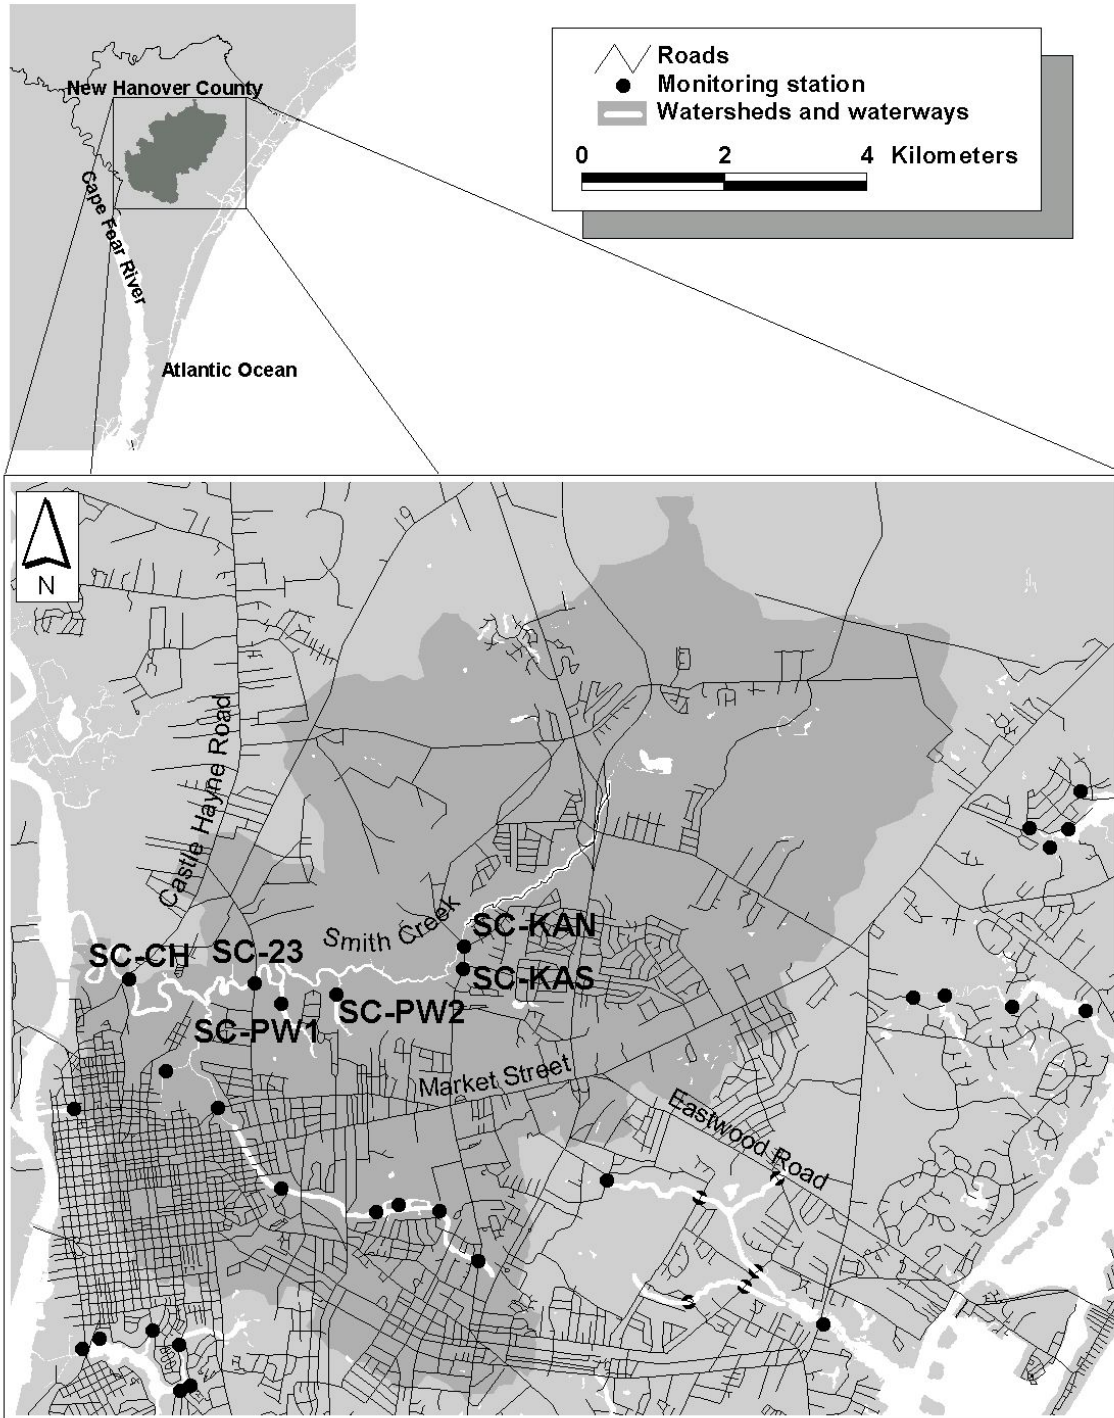 New Hanover County
Cape Fear River
Atlantic Ocean
Roads
Monitoring station
Watersheds and waterways
0 2 4 Kilometers
N
Castle Hayne Road
Smith Creek
SC-KAN
SC-CH
SC-23
SC-KAS
SC-PW2
SC-PW1
Market Street
Eastwood Road